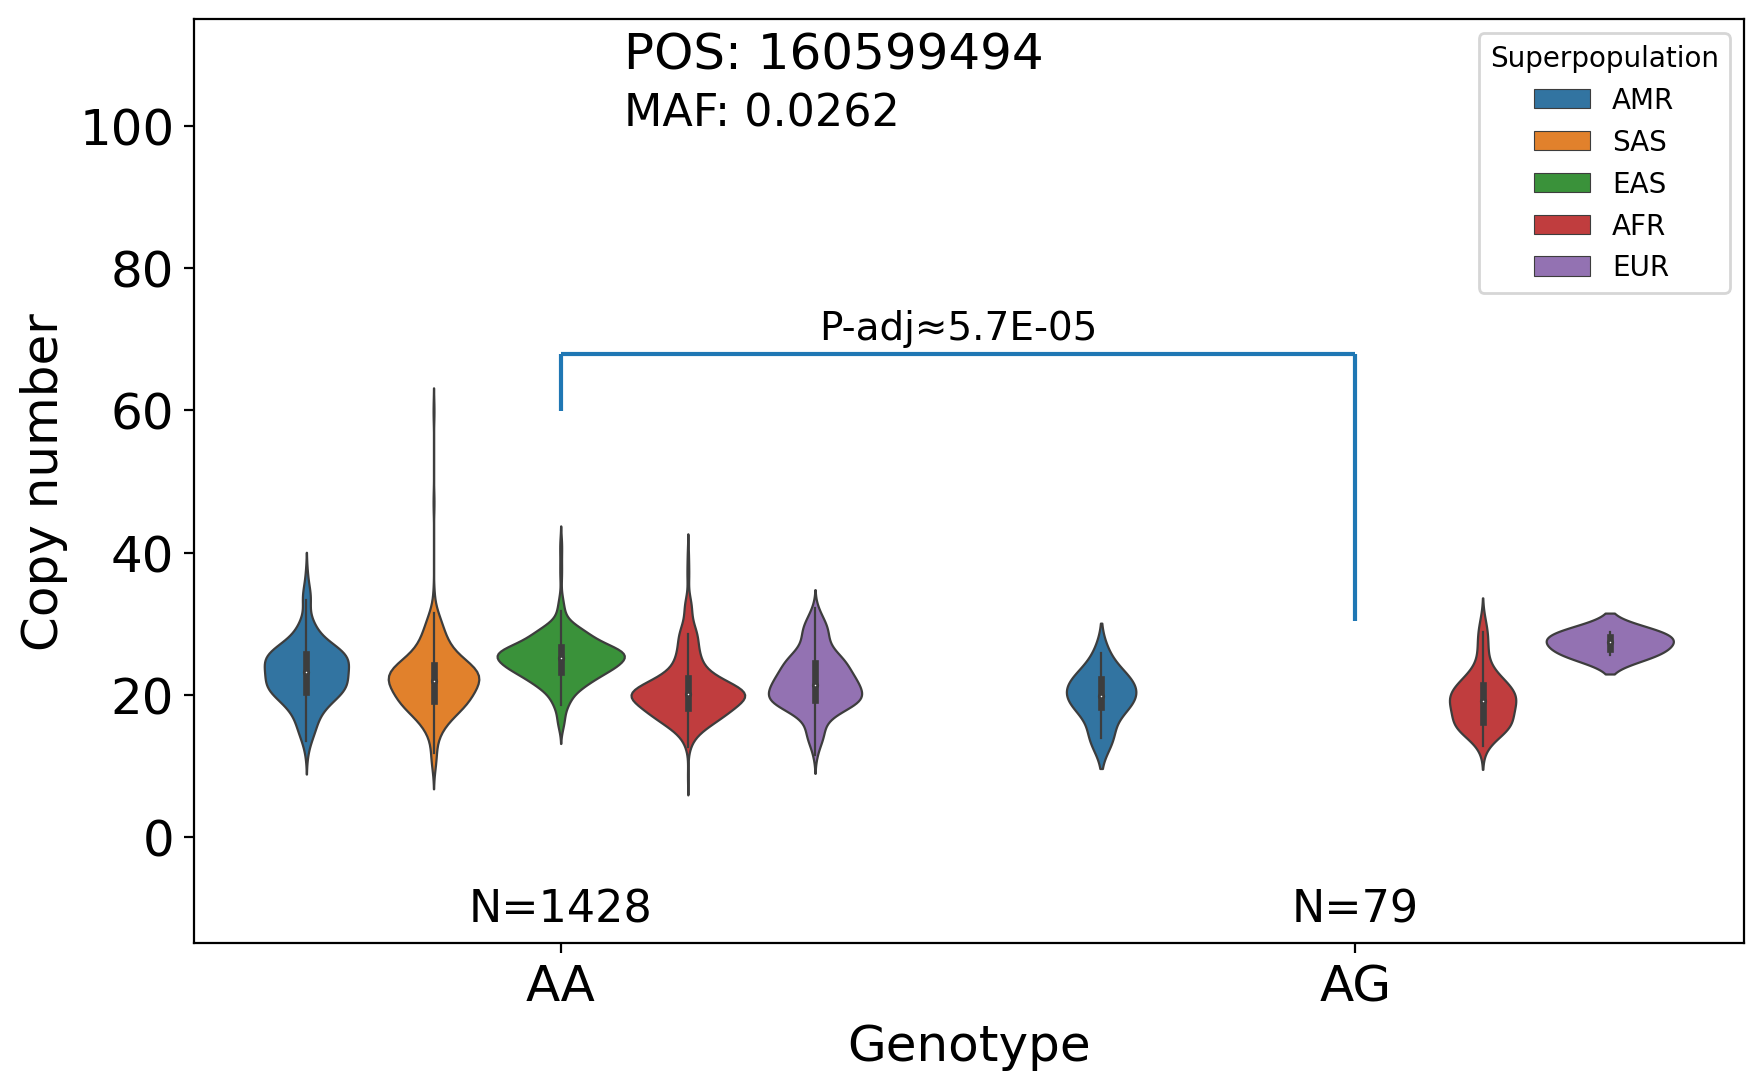 POS: 160599494
MAF: 0.0262
Superpopulation
AMR
SAS
EAS
AFR
EUR
P-adj≈5.7E-05
Copy number
100
80
60
40
20
0
N=1428
N=79
AA
AG
Genotype